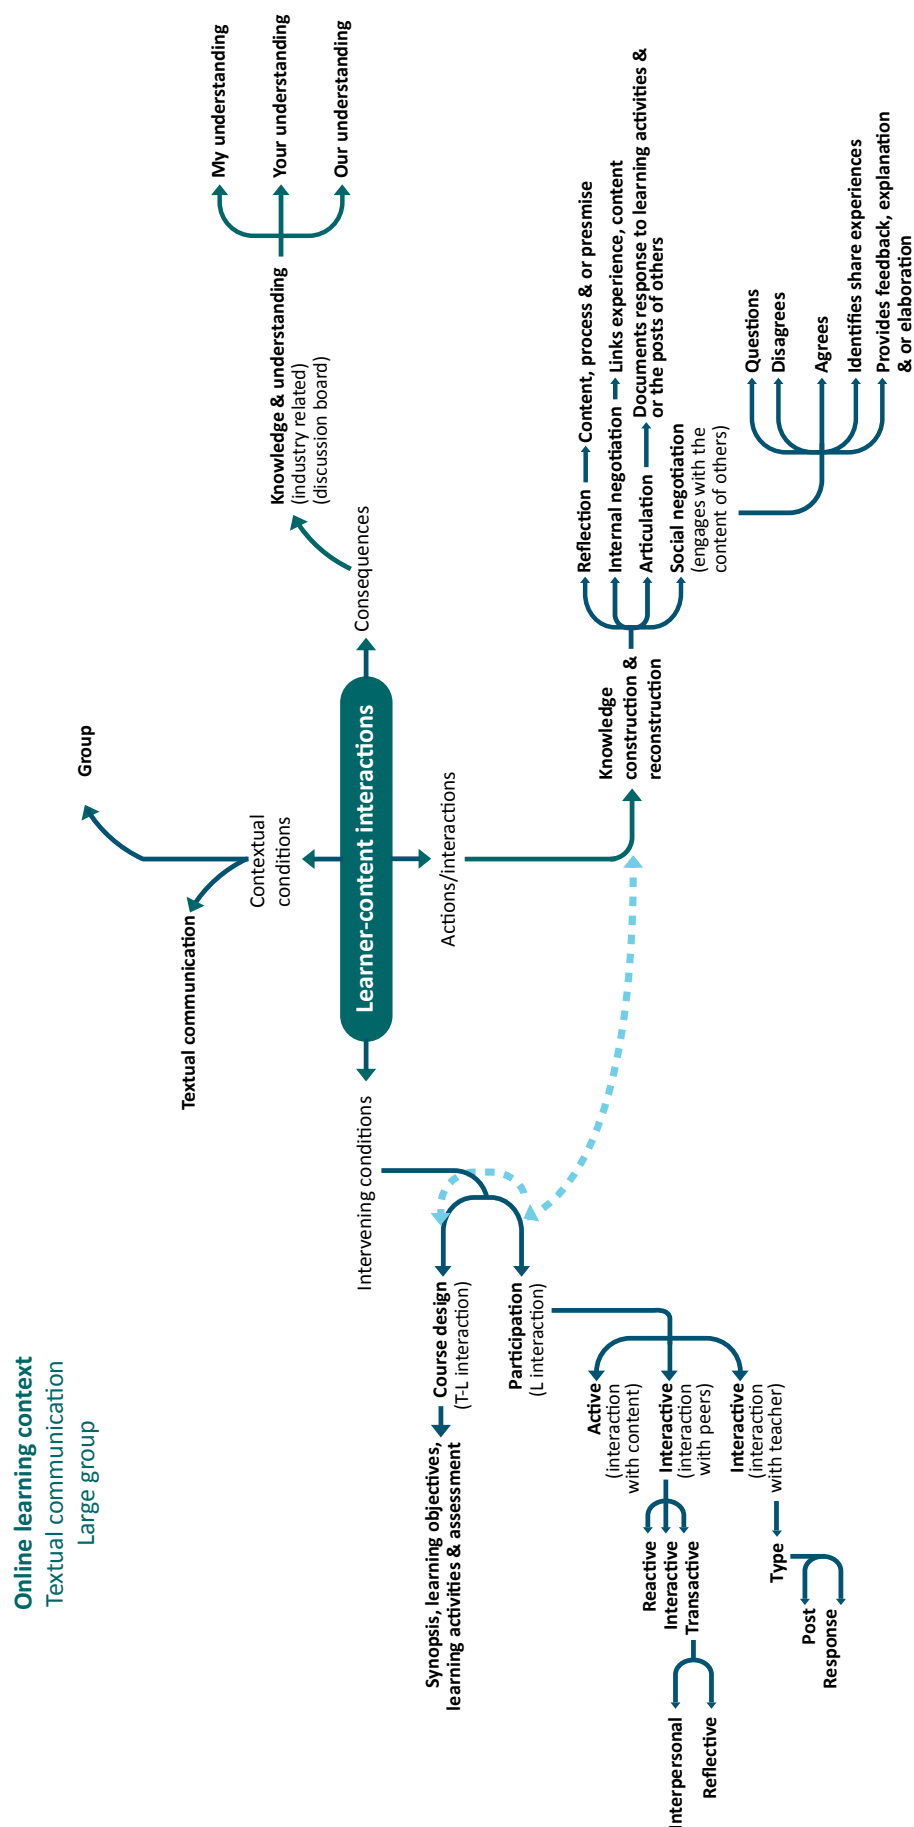 Online learning context
Textual communication
Large group
Group
Textual communication
Contextual
conditions
Learner-content interactions
Consequences
Knowledge & understanding
(industry related)
(discussion board)
My understanding
Your understanding
Our understanding
Intervening conditions
Course design
(T-L interaction)
Synopsis, learning objectives,
learning activities & assessment
Participation
(L interaction)
Active
(interaction
with content)
Interactive
(interaction
with peers)
Interactive
(interaction
with teacher)
Reactive
Interactive
Transactive
Interpersonal
Reflective
Type
Post
Response
Actions/interactions
Knowledge
construction &
reconstruction
Reflection
Content, process & or presmise
Internal negotiation
Links experience, content
Articulation
Documents response to learning activities &
or the posts of others
Social negotiation
(engages with the
content of others)
Questions
Disagrees
Agrees
Identifies share experiences
Provides feedback, explanation
& or elaboration